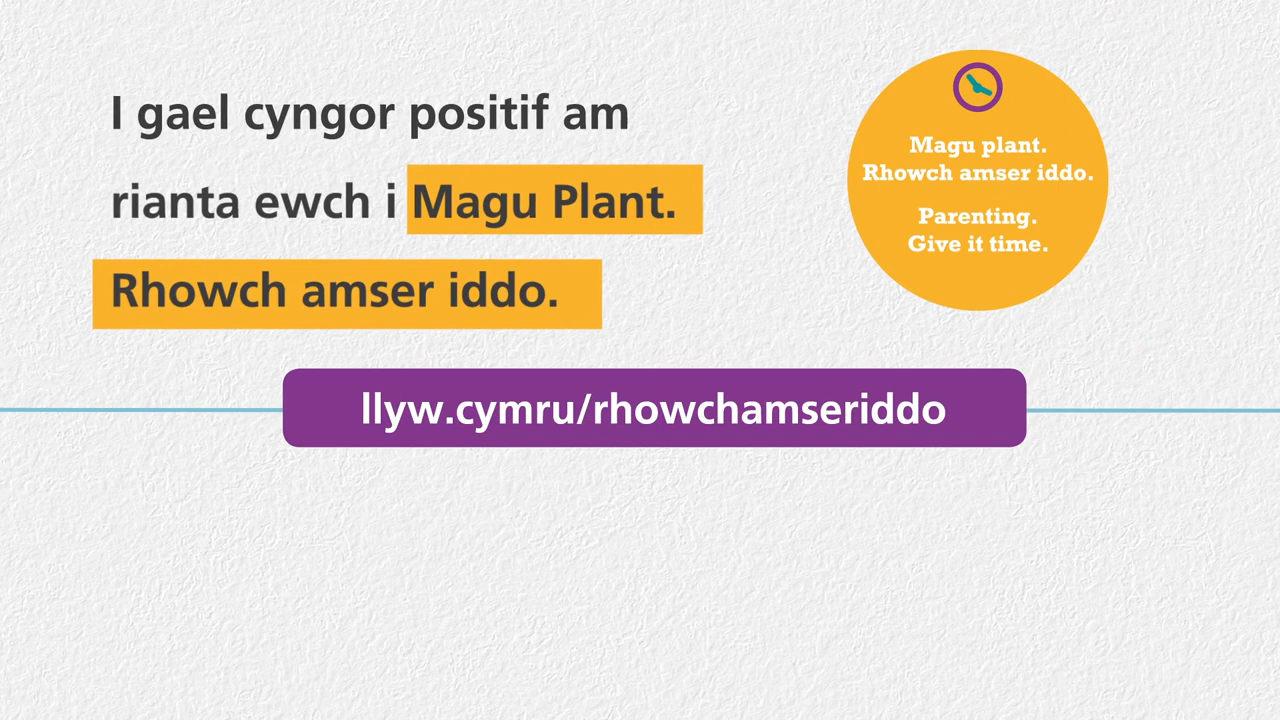 I gael cyngor positif am
rianta ewch i Magu Plant.
Rhowch amser iddo.
Magu plant.
Rhowch amser iddo.
Parenting.
Give it time.
llyw.cymru/rhowchamseriddo